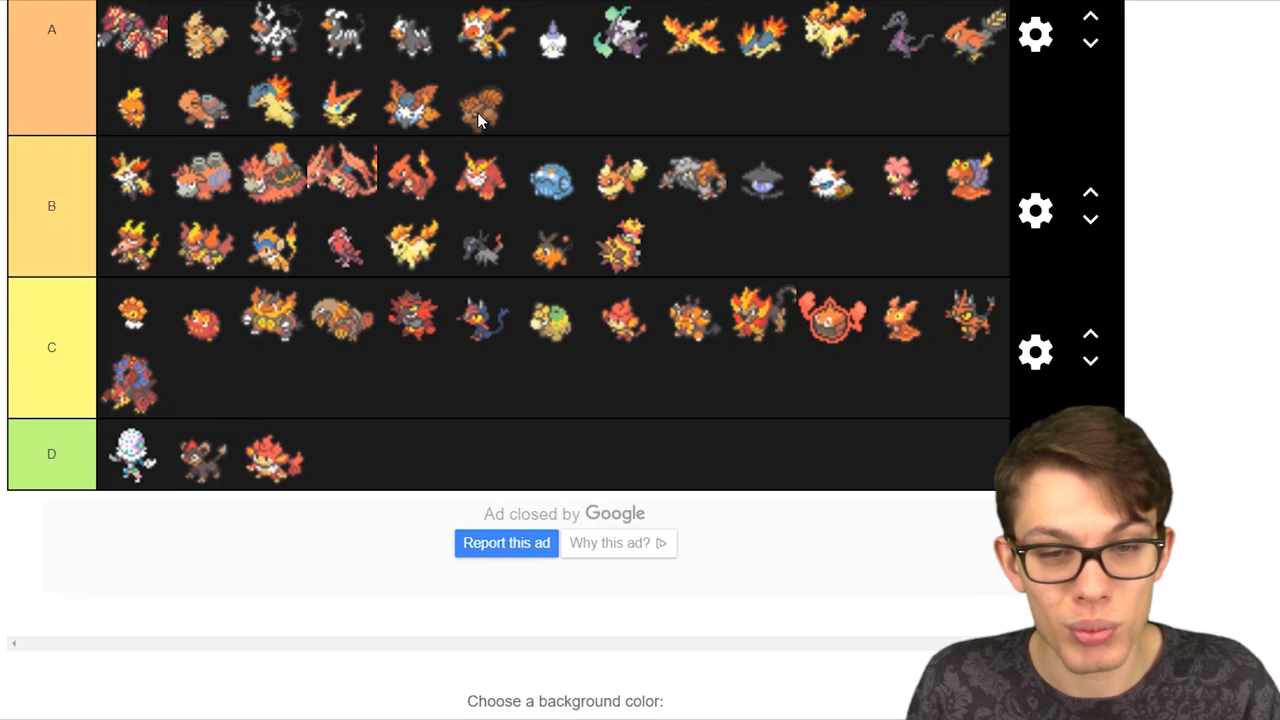 A
B
C
D
Ad closed by Google
Report this ad
Why this ad?
Choose a background color: